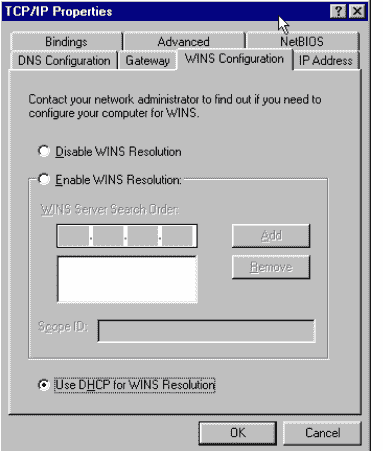 TCP/IP Properties
Bindings Advanced NetBIOS
DNS Configuration Gateway WINS Configuration IP Address
Contact your network administrator to find out if you need to
configure your computer for WINS.
Disable WINS Resolution
Enable WINS Resolution:
WINS Server Search Order:
Add
Remove
Scope ID:
Use DHCP for WINS Resolution
OK Cancel